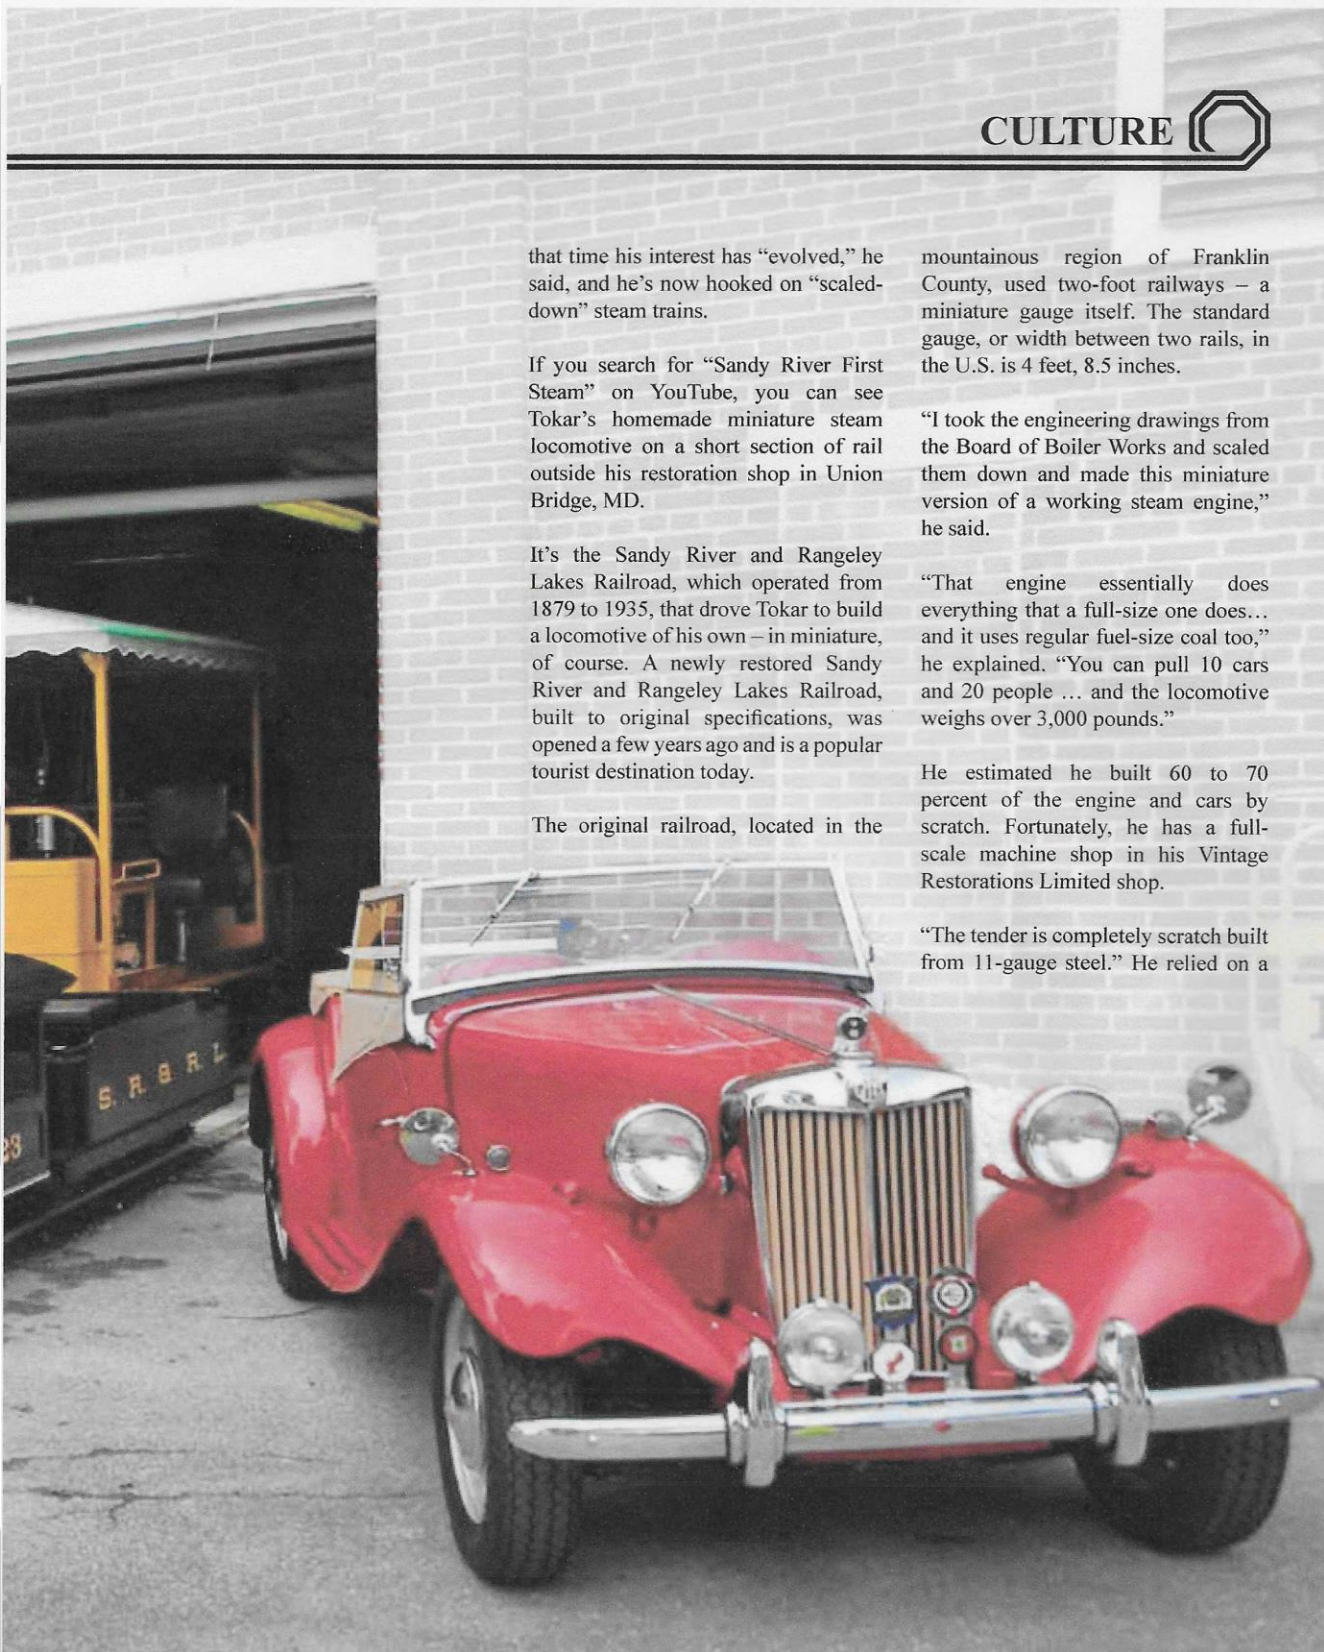 CULTURE
that time his interest has “evolved,” he
said, and he’s now hooked on “scaled-
down” steam trains.
If you search for “Sandy River First
Steam” on YouTube, you can see
Tokar’s homemade miniature steam
locomotive on a short section of rail
outside his restoration shop in Union
Bridge, MD.
It’s the Sandy River and Rangeley
Lakes Railroad, which operated from
1879 to 1935, that drove Tokar to build
a locomotive of his own – in miniature,
of course. A newly restored Sandy
River and Rangeley Lakes Railroad,
built to original specifications, was
opened a few years ago and is a popular
tourist destination today.
The original railroad, located in the
mountainous region of Franklin
County, used two-foot railways – a
miniature gauge itself. The standard
gauge, or width between two rails, in
the U.S. is 4 feet, 8.5 inches.
“I took the engineering drawings from
the Board of Boiler Works and scaled
them down and made this miniature
version of a working steam engine,”
he said.
“That engine essentially does
everything that a full-size one does…
and it uses regular fuel-size coal too,”
he explained. “You can pull 10 cars
and 20 people … and the locomotive
weighs over 3,000 pounds.”
He estimated he built 60 to 70
percent of the engine and cars by
scratch. Fortunately, he has a full-
scale machine shop in his Vintage
Restorations Limited shop.
“The tender is completely scratch built
from 11-gauge steel.” He relied on a
S. R. & R. L.
23